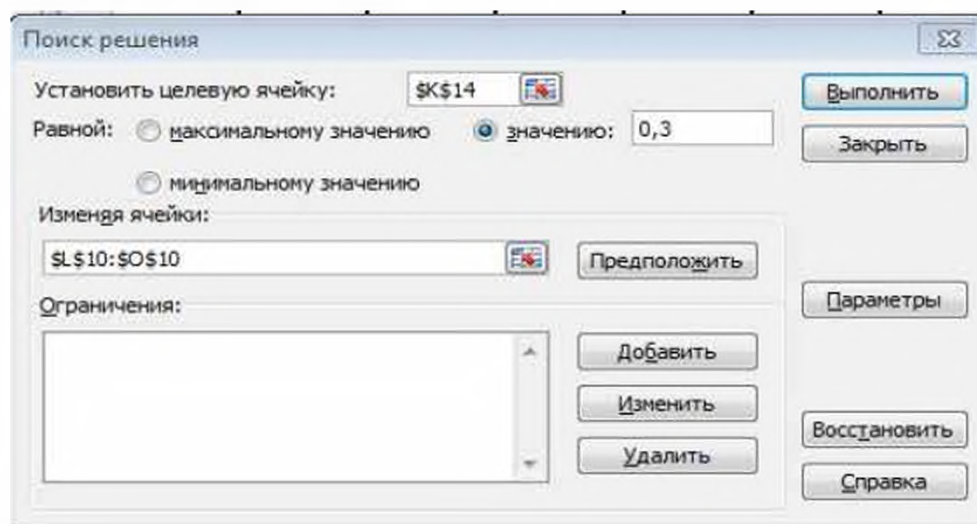 Поиск решения
Установить целевую ячейку: $K$14
Выполнить
Равной: максимальному значению значению: 0,3
Закрыть
минимальному значению
Изменяя ячейки:
$L$10:$O$10
Предположить
Ограничения:
Параметры
Добавить
Изменить
Удалить
Восстановить
Справка